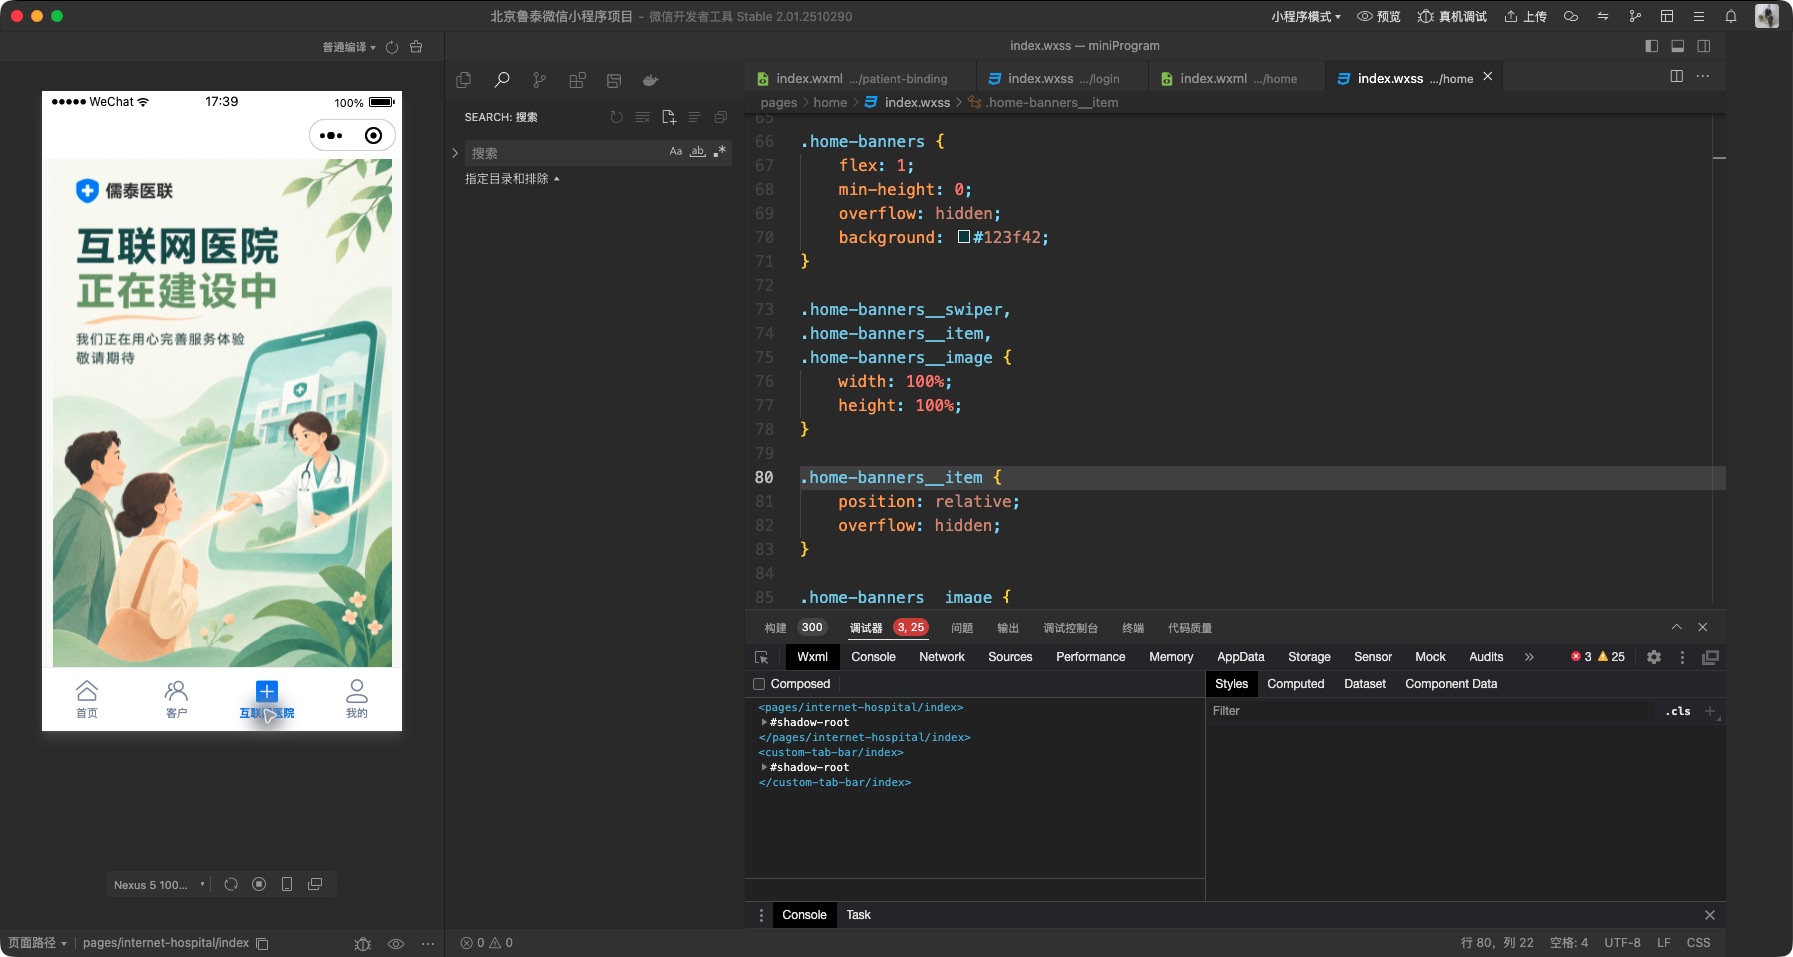 北京鲁泰微信小程序项目 - 微信开发者工具 Stable 2.01.2510290
小程序模式
预览
真机调试
上传
普通编译
index.wxss — miniProgram
WeChat
17:39
100%
儒泰医联
互联网医院
正在建设中
我们正在用心完善服务体验
敬请期待
首页
客户
互联网医院
我的
Nexus 5 100...
页面路径
pages/internet-hospital/index
SEARCH: 搜索
搜索
Aa
ab
指定目录和排除
0
0
index.wxml .../patient-binding
index.wxss .../login
index.wxml .../home
index.wxss .../home
pages > home > index.wxss > .home-banners__item
65
66 .home-banners {
67 flex: 1;
68 min-height: 0;
69 overflow: hidden;
70 background: #123f42;
71 }
72
73 .home-banners__swiper,
74 .home-banners__item,
75 .home-banners__image {
76 width: 100%;
77 height: 100%;
78 }
79
80 .home-banners__item {
81 position: relative;
82 overflow: hidden;
83 }
84
85 .home-banners__image {
构建 300
调试器 3, 25
问题
输出
调试控制台
终端
代码质量
Wxml
Console
Network
Sources
Performance
Memory
AppData
Storage
Sensor
Mock
Audits
3
25
Composed
<pages/internet-hospital/index>
#shadow-root
</pages/internet-hospital/index>
<custom-tab-bar/index>
#shadow-root
</custom-tab-bar/index>
Styles
Computed
Dataset
Component Data
Filter
.cls
Console
Task
行 80，列 22
空格: 4
UTF-8
LF
CSS